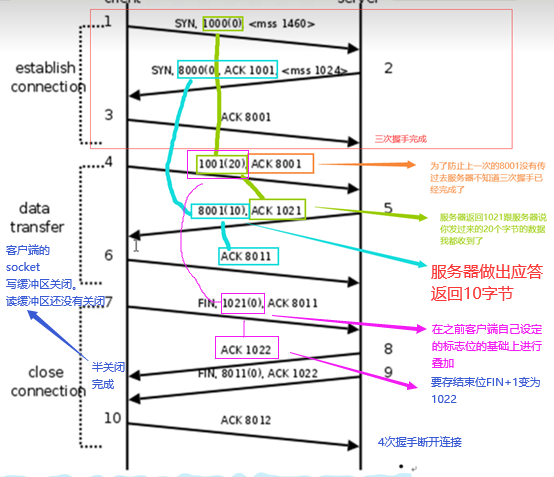 client
server
1
SYN, 1000(0) <mss 1460>
establish
connection
SYN, 8000(0, ACK 1001, <mss 1024>
2
3
ACK 8001
三次握手完成
4
1001(20), ACK 8001
为了防止上一次的8001没有传
过去服务器不知道三次握手已
经完成了
data
transfer
8001(10), ACK 1021
5
服务器返回1021跟服务器说
你发过来的20个字节的数据
我都收到了
客户端的
socket
写缓冲区关闭。
读缓冲区还没有关闭
6
ACK 8011
服务器做出应答
返回10字节
7
FIN, 1021(0), ACK 8011
在之前客户端自己设定
的标志位的基础上进行
叠加
半关闭
完成
ACK 1022
8
close
connection
FIN, 8011(0), ACK 1022
9
要存结束位FIN+1变为
1022
10
ACK 8012
4次握手断开连接